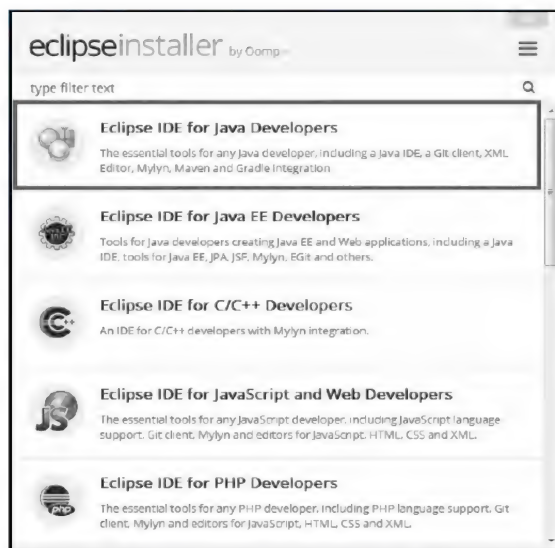 eclipseinstaller by Oomp
type filter text
Eclipse IDE for Java Developers
The essential tools for any Java developer, including a Java IDE, a Git client, XML
Editor, Mylyn, Maven and Gradle integration
Eclipse IDE for Java EE Developers
Tools for Java developers creating Java EE and Web applications, including a Java
IDE, tools for Java EE, JPA, JSF, Mylyn, EGit and others.
Eclipse IDE for C/C++ Developers
An IDE for C/C++ developers with Mylyn integration.
Eclipse IDE for JavaScript and Web Developers
The essential tools for any JavaScript developer, including JavaScript language
support, Git client, Mylyn and editors for JavaScript, HTML, CSS and XML.
Eclipse IDE for PHP Developers
The essential tools for any PHP developer, including PHP language support, Git
client, Mylyn and editors for JavaScript, HTML, CSS and XML.
JS
php